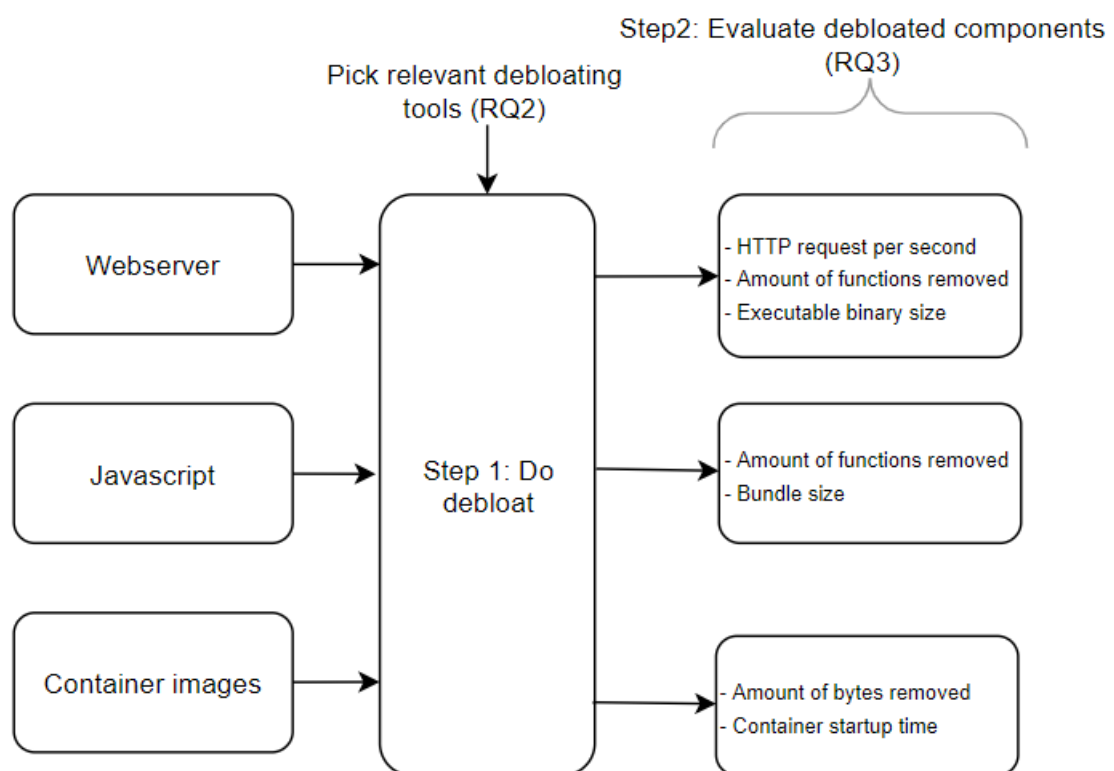 Step2: Evaluate debloated components
(RQ3)
Pick relevant debloating
tools (RQ2)
Webserver
Javascript
Container images
Step 1: Do
debloat
- HTTP request per second
- Amount of functions removed
- Executable binary size
- Amount of functions removed
- Bundle size
- Amount of bytes removed
- Container startup time